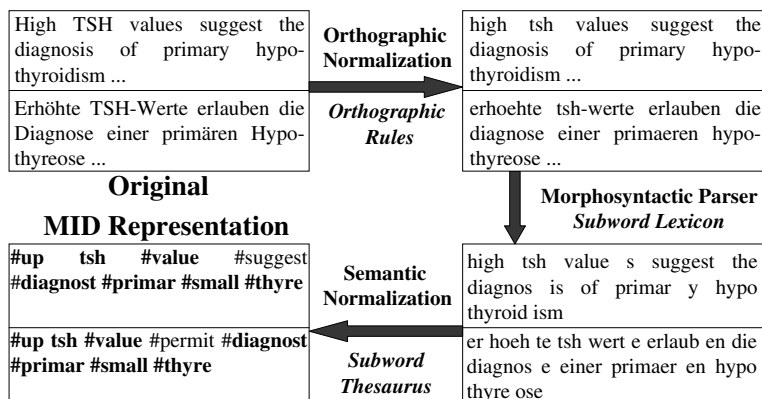 High TSH values suggest the
diagnosis of primary hypo-
thyroidism ...
Erhöhte TSH-Werte erlauben die
Diagnose einer primären Hypo-
thyreose ...
Original
Orthographic
Normalization
Orthographic
Rules
high tsh values suggest the
diagnosis of primary hypo-
thyroidism ...
erhoehte tsh-werte erlauben die
diagnose einer primaeren hypo-
thyreose ...
Morphosyntactic Parser
Subword Lexicon
high tsh value s suggest the
diagnos is of primar y hypo
thyroid ism
er hoeh te tsh wert e erlaub en die
diagnos e einer primaer en hypo
thyre ose
Semantic
Normalization
Subword
Thesaurus
MID Representation
#up tsh #value #suggest
#diagnost #primar #small #thyre
#up tsh #value #permit #diagnost
#primar #small #thyre